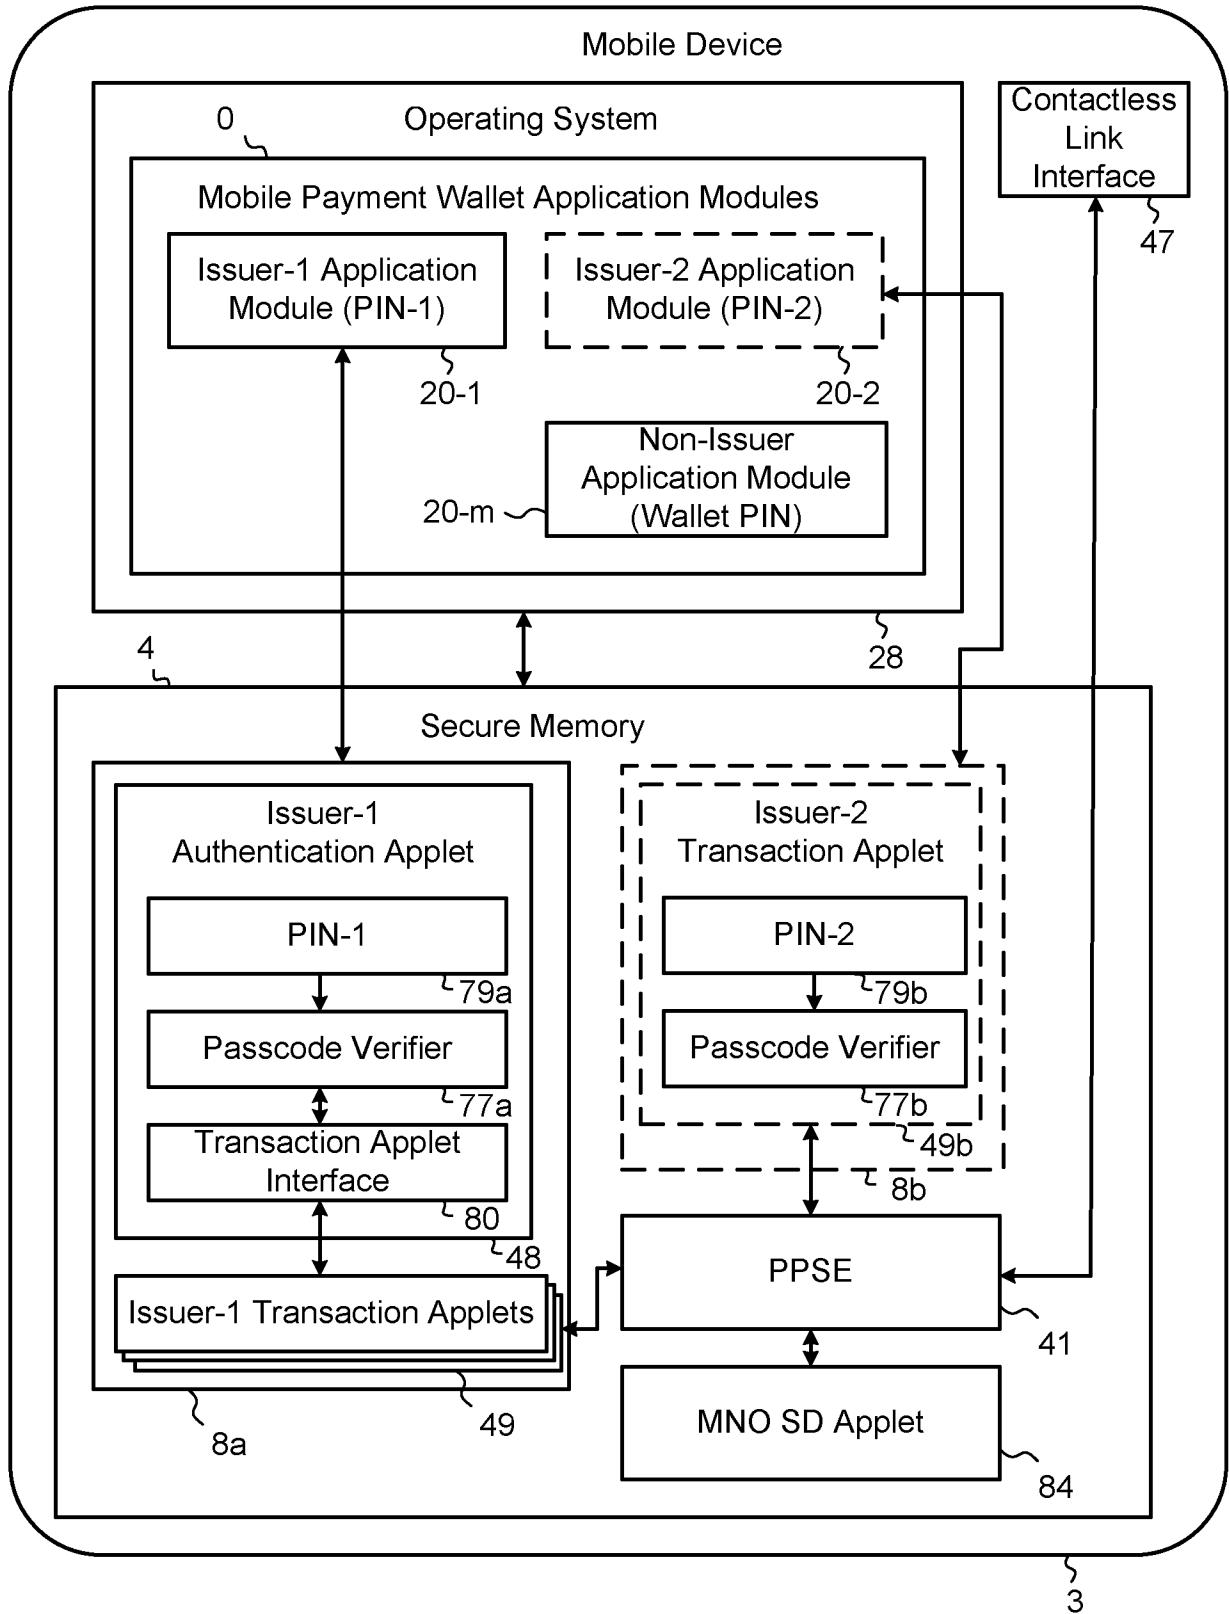 Mobile Device
Operating System
0
Mobile Payment Wallet Application Modules
Issuer-1 Application
Module (PIN-1)
20-1
Issuer-2 Application
Module (PIN-2)
20-2
Non-Issuer
Application Module
(Wallet PIN)
20-m
28
Contactless
Link
Interface
47
4
Secure Memory
Issuer-1
Authentication Applet
PIN-1
79a
Passcode Verifier
77a
Transaction Applet
Interface
80
48
Issuer-1 Transaction Applets
49
8a
Issuer-2
Transaction Applet
PIN-2
79b
Passcode Verifier
77b
49b
8b
PPSE
41
MNO SD Applet
84
3